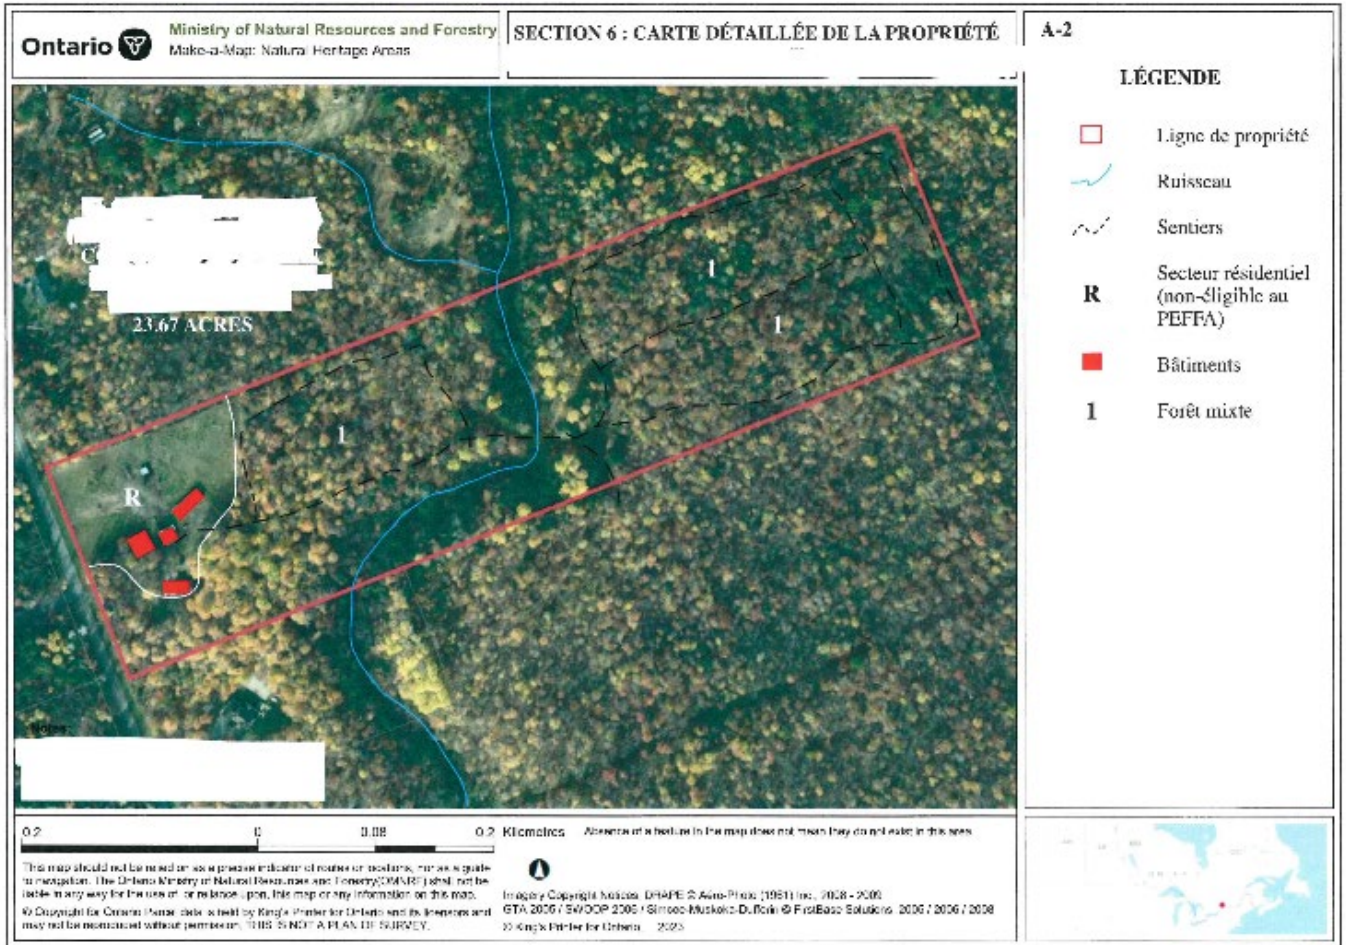 Ontario
Ministry of Natural Resources and Forestry
Make-a-Map: Natural Heritage Areas
SECTION 6 : CARTE DÉTAILLÉE DE LA PROPRIÉTÉ
A-2
LÉGENDE
Ligne de propriété
Ruisseau
Sentiers
R
Secteur résidentiel
(non-éligible au
PEFFA)
Bâtiments
1 Forêt mixte
23.67 ACRES
1
1
1
R
Notes:
0.2 0 0.08 0.2 Kilometres
Absence of a feature in the map does not mean they do not exist in this area
This map should not be relied on as a precise indicator of routes or locations, nor as a guide
to navigation. The Ontario Ministry of Natural Resources and Forestry(OMNRF) shall not be
liable in any way for the use of, or reliance upon, this map or any information on this map.
© Copyright for Ontario Parcel data is held by King's Printer for Ontario and its licensors and
may not be reproduced without permission. THIS IS NOT A PLAN OF SURVEY.
Imagery Copyright Notices: DRAPE © Aéro-Photo (1961) Inc., 2008 - 2009
GTA 2005 / SWOOP 2006 / Simcoe-Muskoka-Dufferin © FirstBase Solutions, 2005 / 2006 / 2008
© King's Printer for Ontario 2023